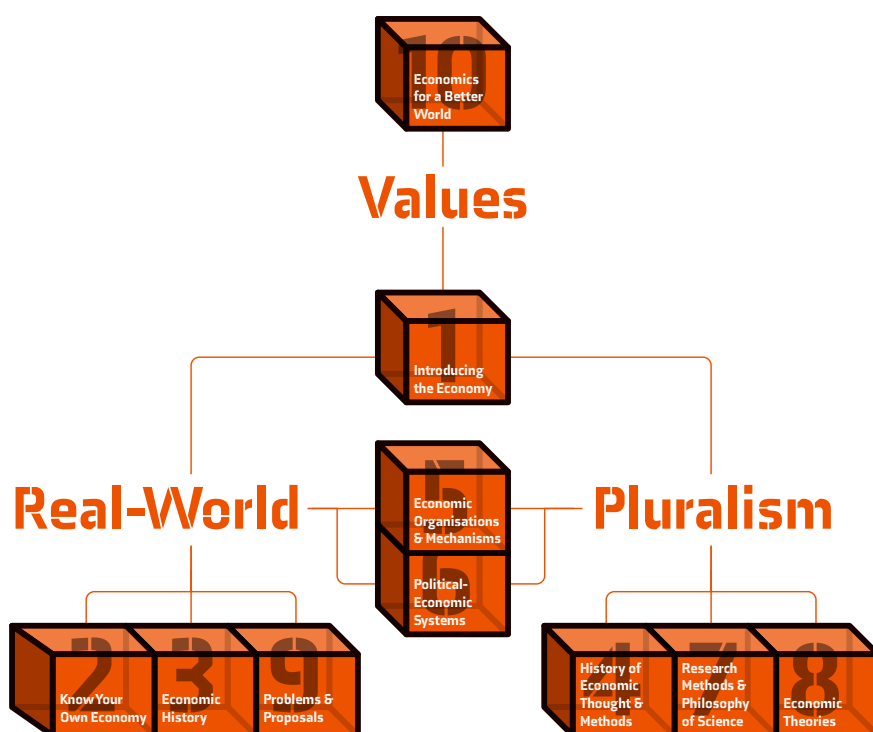 10
Economics
for a Better
World
Values
1
Introducing
the Economy
Real-World
5
Economic
Organisations
& Mechanisms
Pluralism
6
Political-
Economic
Systems
2
Know Your
Own Economy
3
Economic
History
9
Problems &
Proposals
4
History of
Economic
Thought &
Methods
7
Research
Methods &
Philosophy
of Science
8
Economic
Theories